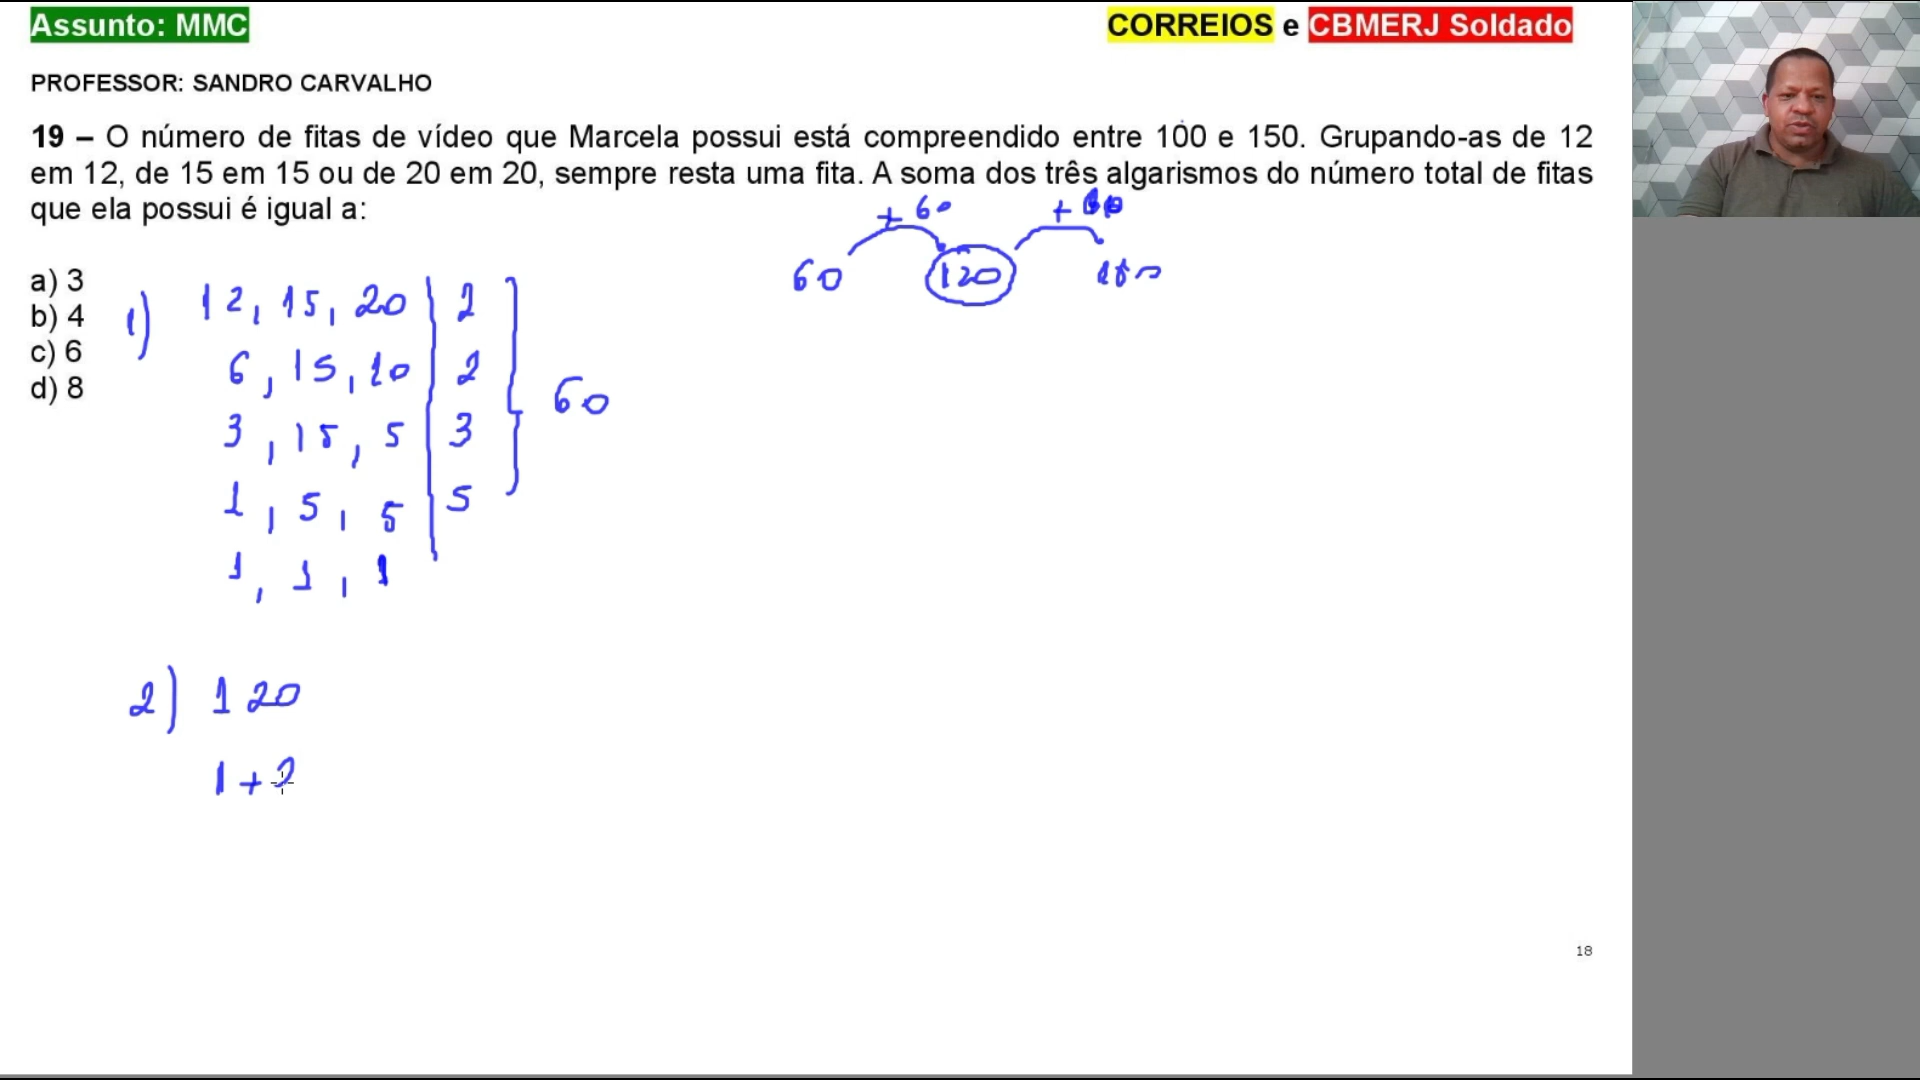 Assunto: MMC
CORREIOS e CBMERJ Soldado
PROFESSOR: SANDRO CARVALHO
19 – O número de fitas de vídeo que Marcela possui está compreendido entre 100 e 150. Grupando-as de 12
em 12, de 15 em 15 ou de 20 em 20, sempre resta uma fita. A soma dos três algarismos do número total de fitas
que ela possui é igual a:
+ 60
60 120 180
a) 3
b) 4
c) 6
d) 8
1) 12, 15, 20 | 2
6, 15, 10 | 2
3, 15, 5 | 3
1, 5, 5 | 5
1, 1, 1
60
2) 120
1 + 2
18